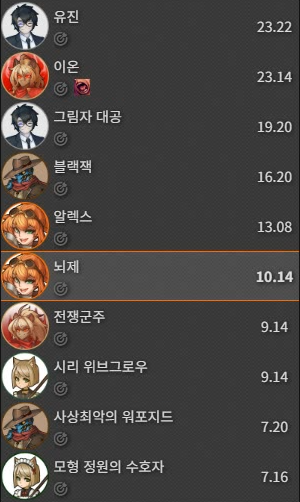 유진
23.22
이온
23.14
그림자 대공
19.20
블랙잭
16.20
알렉스
13.08
뇌제
10.14
전쟁군주
9.14
시리 위브그로우
9.14
사상최악의 워포지드
7.20
모형 정원의 수호자
7.16